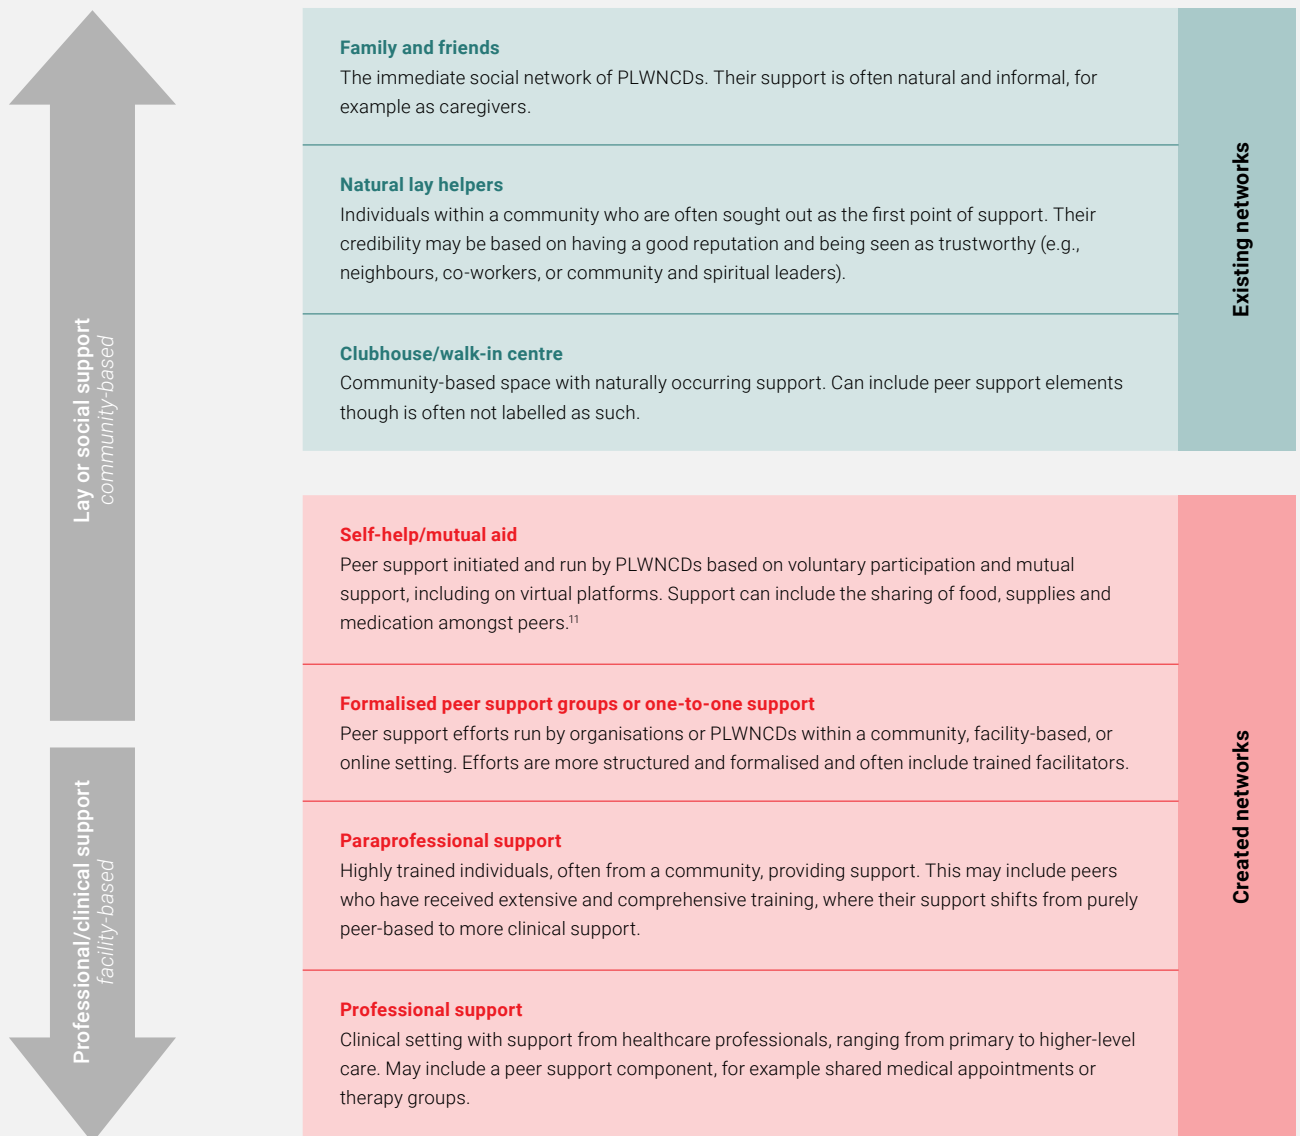 Lay or social support
community-based
Professional/clinical support
facility-based
Family and friends
The immediate social network of PLWNCDs. Their support is often natural and informal, for
example as caregivers.
Natural lay helpers
Individuals within a community who are often sought out as the first point of support. Their
credibility may be based on having a good reputation and being seen as trustworthy (e.g.,
neighbours, co-workers, or community and spiritual leaders).
Clubhouse/walk-in centre
Community-based space with naturally occurring support. Can include peer support elements
though is often not labelled as such.
Existing networks
Self-help/mutual aid
Peer support initiated and run by PLWNCDs based on voluntary participation and mutual
support, including on virtual platforms. Support can include the sharing of food, supplies and
medication amongst peers.11
Formalised peer support groups or one-to-one support
Peer support efforts run by organisations or PLWNCDs within a community, facility-based, or
online setting. Efforts are more structured and formalised and often include trained facilitators.
Paraprofessional support
Highly trained individuals, often from a community, providing support. This may include peers
who have received extensive and comprehensive training, where their support shifts from purely
peer-based to more clinical support.
Professional support
Clinical setting with support from healthcare professionals, ranging from primary to higher-level
care. May include a peer support component, for example shared medical appointments or
therapy groups.
Created networks